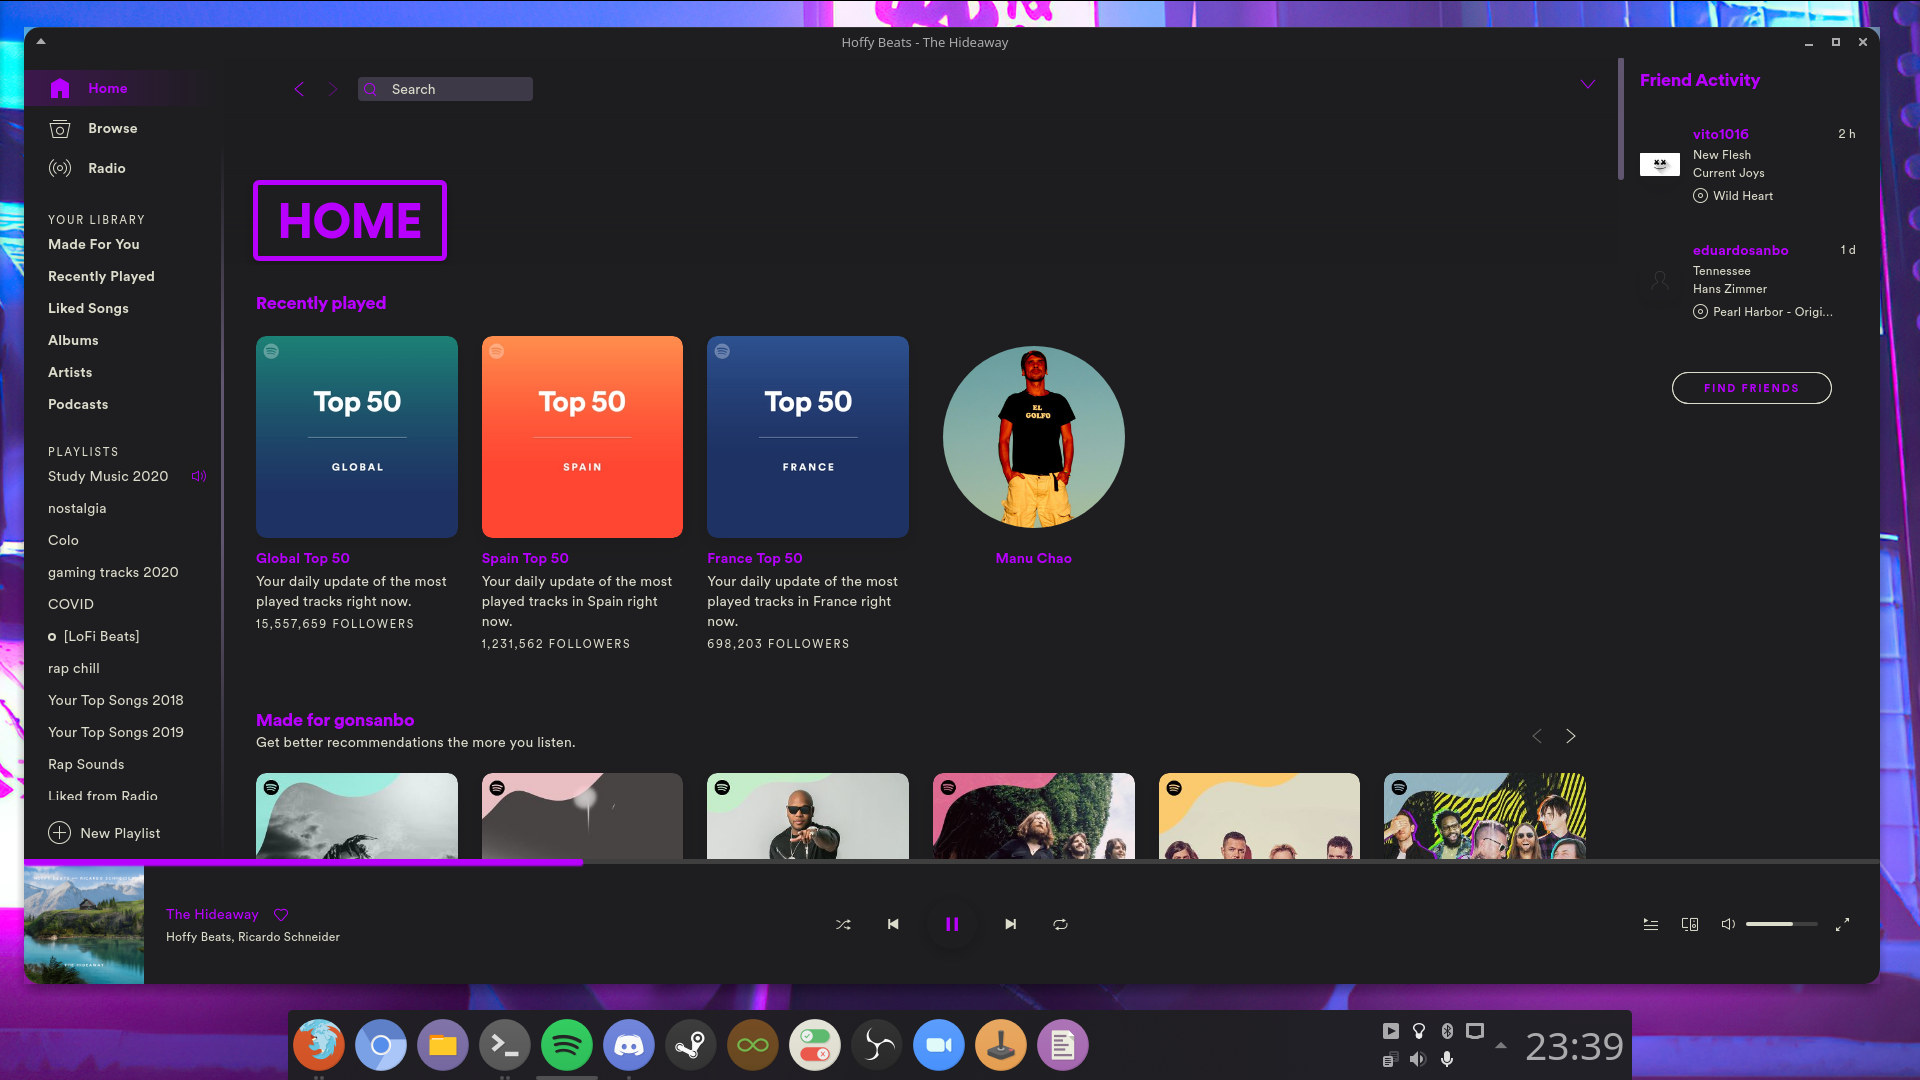 Hoffy Beats - The Hideaway
Home
Browse
Radio
YOUR LIBRARY
Made For You
Recently Played
Liked Songs
Albums
Artists
Podcasts
PLAYLISTS
Study Music 2020
nostalgia
Colo
gaming tracks 2020
COVID
[LoFi Beats]
rap chill
Your Top Songs 2018
Your Top Songs 2019
Rap Sounds
Liked from Radio
New Playlist
Search
HOME
Recently played
Top 50
GLOBAL
Global Top 50
Your daily update of the most
played tracks right now.
15,557,659 FOLLOWERS
Top 50
SPAIN
Spain Top 50
Your daily update of the most
played tracks in Spain right
now.
1,231,562 FOLLOWERS
Top 50
FRANCE
France Top 50
Your daily update of the most
played tracks in France right
now.
698,203 FOLLOWERS
EL
GOLFO
Manu Chao
Made for gonsanbo
Get better recommendations the more you listen.
Friend Activity
vito1016
2 h
New Flesh
Current Joys
Wild Heart
eduardosanbo
1 d
Tennessee
Hans Zimmer
Pearl Harbor - Origi...
FIND FRIENDS
The Hideaway
Hoffy Beats, Ricardo Schneider
23:39